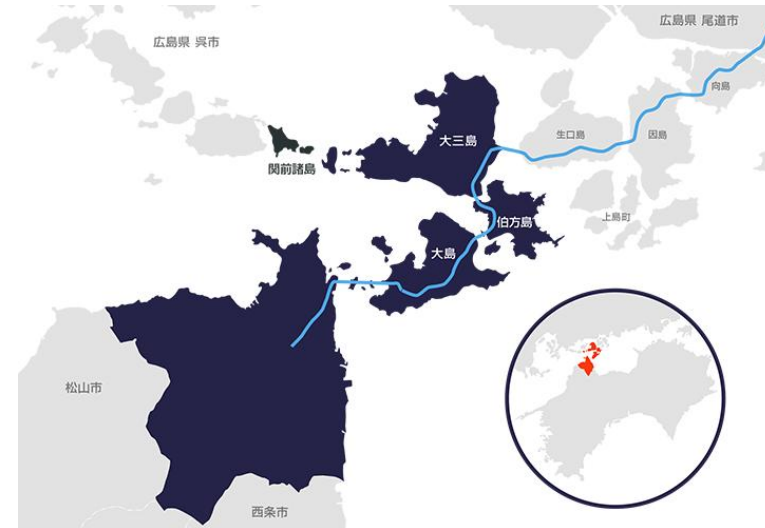 広島県 尾道市
広島県 呉市
向島
生口島
因島
大三島
関前諸島
上島町
伯方島
大島
松山市
西条市